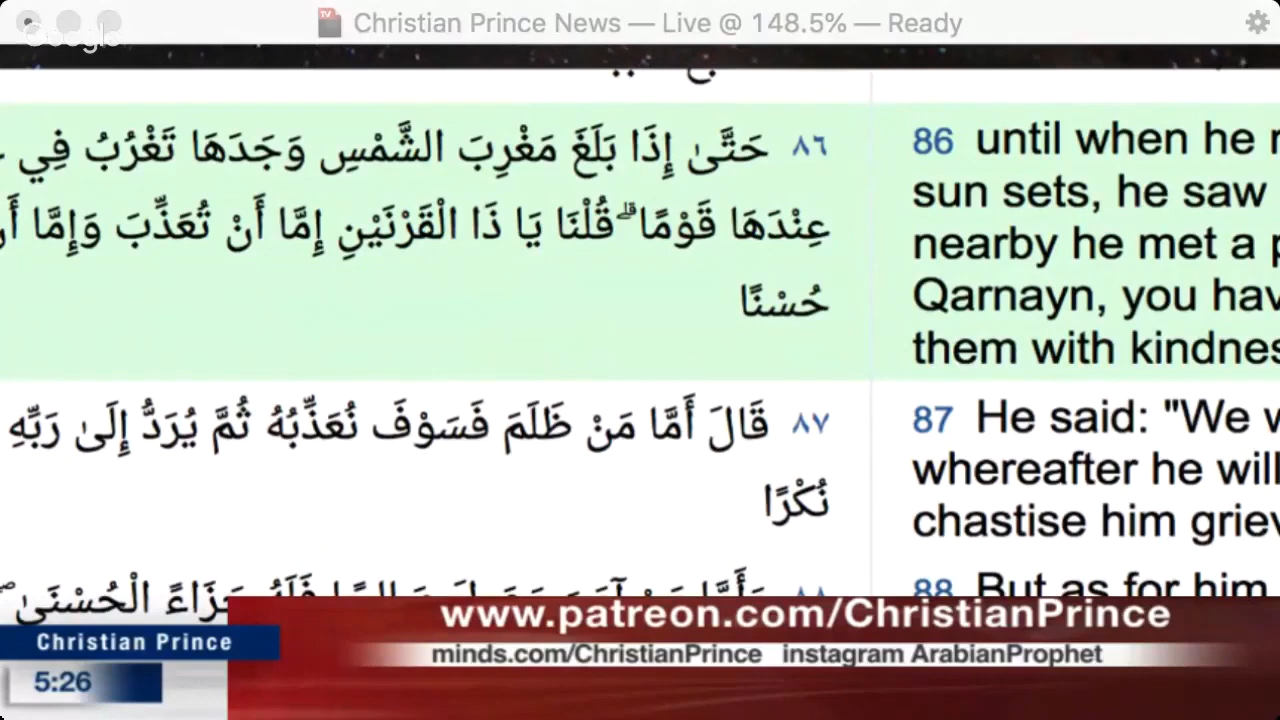 Christian Prince News — Live @ 148.5% — Ready
Google
٨٦ حَتَّىٰ إِذَا بَلَغَ مَغْرِبَ الشَّمْسِ وَجَدَهَا تَغْرُبُ فِي
عِنْدَهَا قَوْمًا ۗ قُلْنَا يَا ذَا الْقَرْنَيْنِ إِمَّا أَنْ تُعَذِّبَ وَإِمَّا
حُسْنًا
86 until when he
sun sets, he saw
nearby he met a
Qarnayn, you hav
them with kindnes
٨٧ قَالَ أَمَّا مَنْ ظَلَمَ فَسَوْفَ نُعَذِّبُهُ ثُمَّ يُرَدُّ إِلَىٰ رَبِّهِ
نُكْرًا
87 He said: "We w
whereafter he will
chastise him griev
جَزَاءً الْحُسْنَىٰ
88 But as for him
www.patreon.com/ChristianPrince
minds.com/ChristianPrince instagram ArabianProphet
Christian Prince
5:26